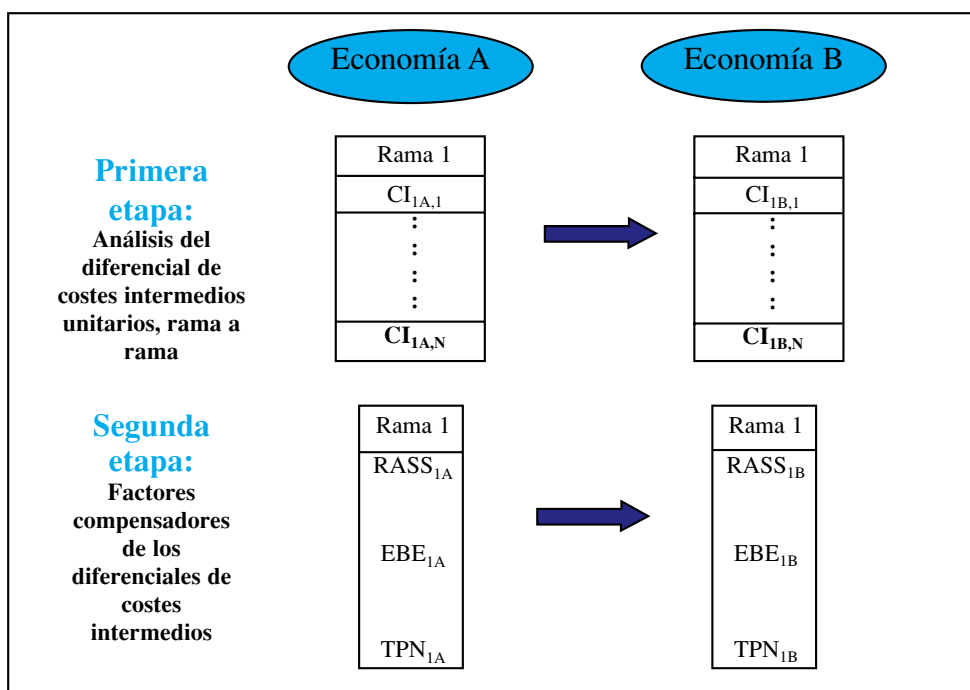 Economía A
Economía B
Primera
etapa:
Análisis del
diferencial de
costes intermedios
unitarios, rama a
rama
Rama 1
CI1A,1
:
:
:
:
CI1A,N
Rama 1
CI1B,1
:
:
:
:
CI1B,N
Segunda
etapa:
Factores
compensadores
de los
diferenciales de
costes
intermedios
Rama 1
RASS1A
EBE1A
TPN1A
Rama 1
RASS1B
EBE1B
TPN1B